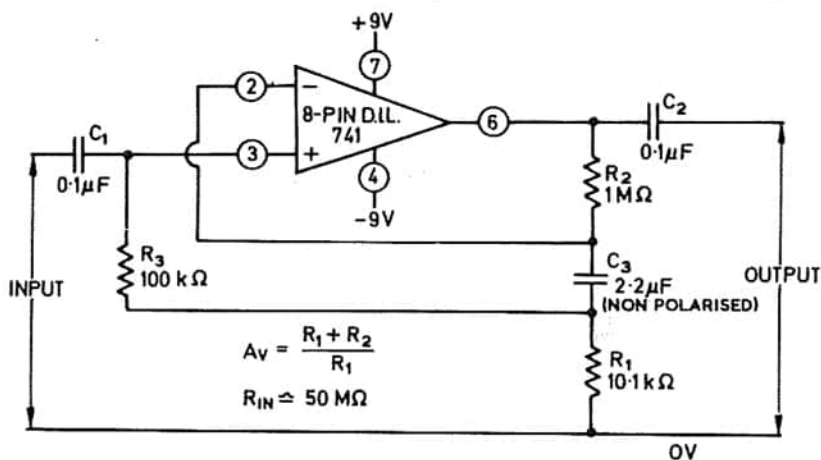 +9V
7
2
−
8-PIN D.I.L.
741
6
C2
0·1µF
C1
0·1µF
3
+
4
−9V
R2
1MΩ
R3
100 kΩ
C3
2·2µF
(NON POLARISED)
INPUT
OUTPUT
AV = R1 + R2 / R1
RIN ≏ 50 MΩ
R1
10·1kΩ
0V